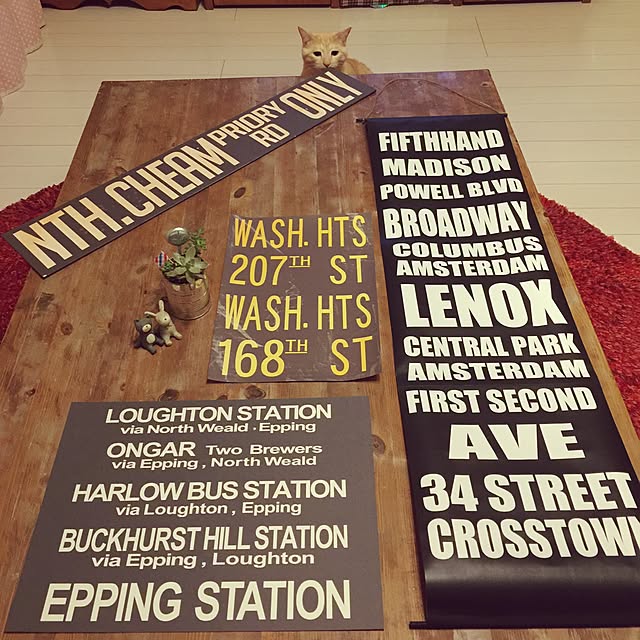 NTH.CHEAM PRIORY RD ONLY
WASH. HTS
207TH ST
WASH. HTS
168TH ST
FIFTHHAND
MADISON
POWELL BLVD
BROADWAY
COLUMBUS
AMSTERDAM
LENOX
CENTRAL PARK
AMSTERDAM
FIRST SECOND
AVE
34 STREET
CROSSTOWN
LOUGHTON STATION
via North Weald · Epping
ONGAR Two Brewers
via Epping , North Weald
HARLOW BUS STATION
via Loughton , Epping
BUCKHURST HILL STATION
via Epping , Loughton
EPPING STATION